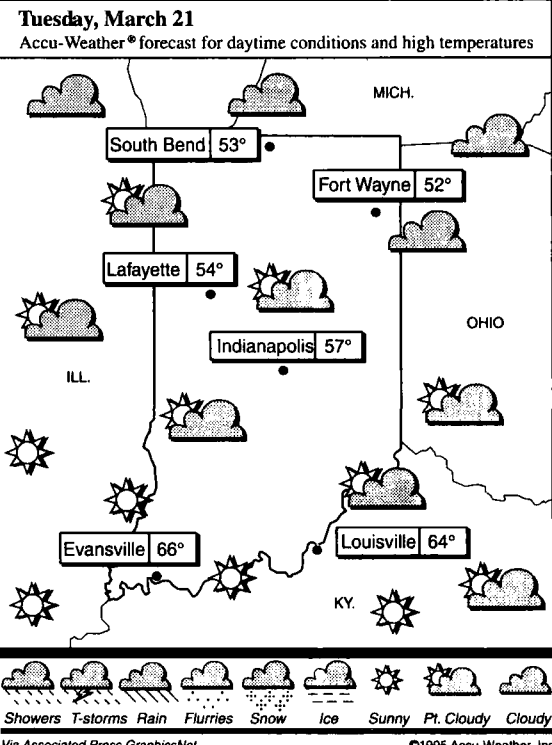 Tuesday, March 21
Accu-Weather® forecast for daytime conditions and high temperatures
MICH.
South Bend 53°
Fort Wayne 52°
Lafayette 54°
OHIO
Indianapolis 57°
ILL.
Evansville 66°
Louisville 64°
KY.
Showers T-storms Rain Flurries Snow Ice Sunny Pt. Cloudy Cloudy
Via Associated Press GraphicsNet
©1995 Accu-Weather, Inc